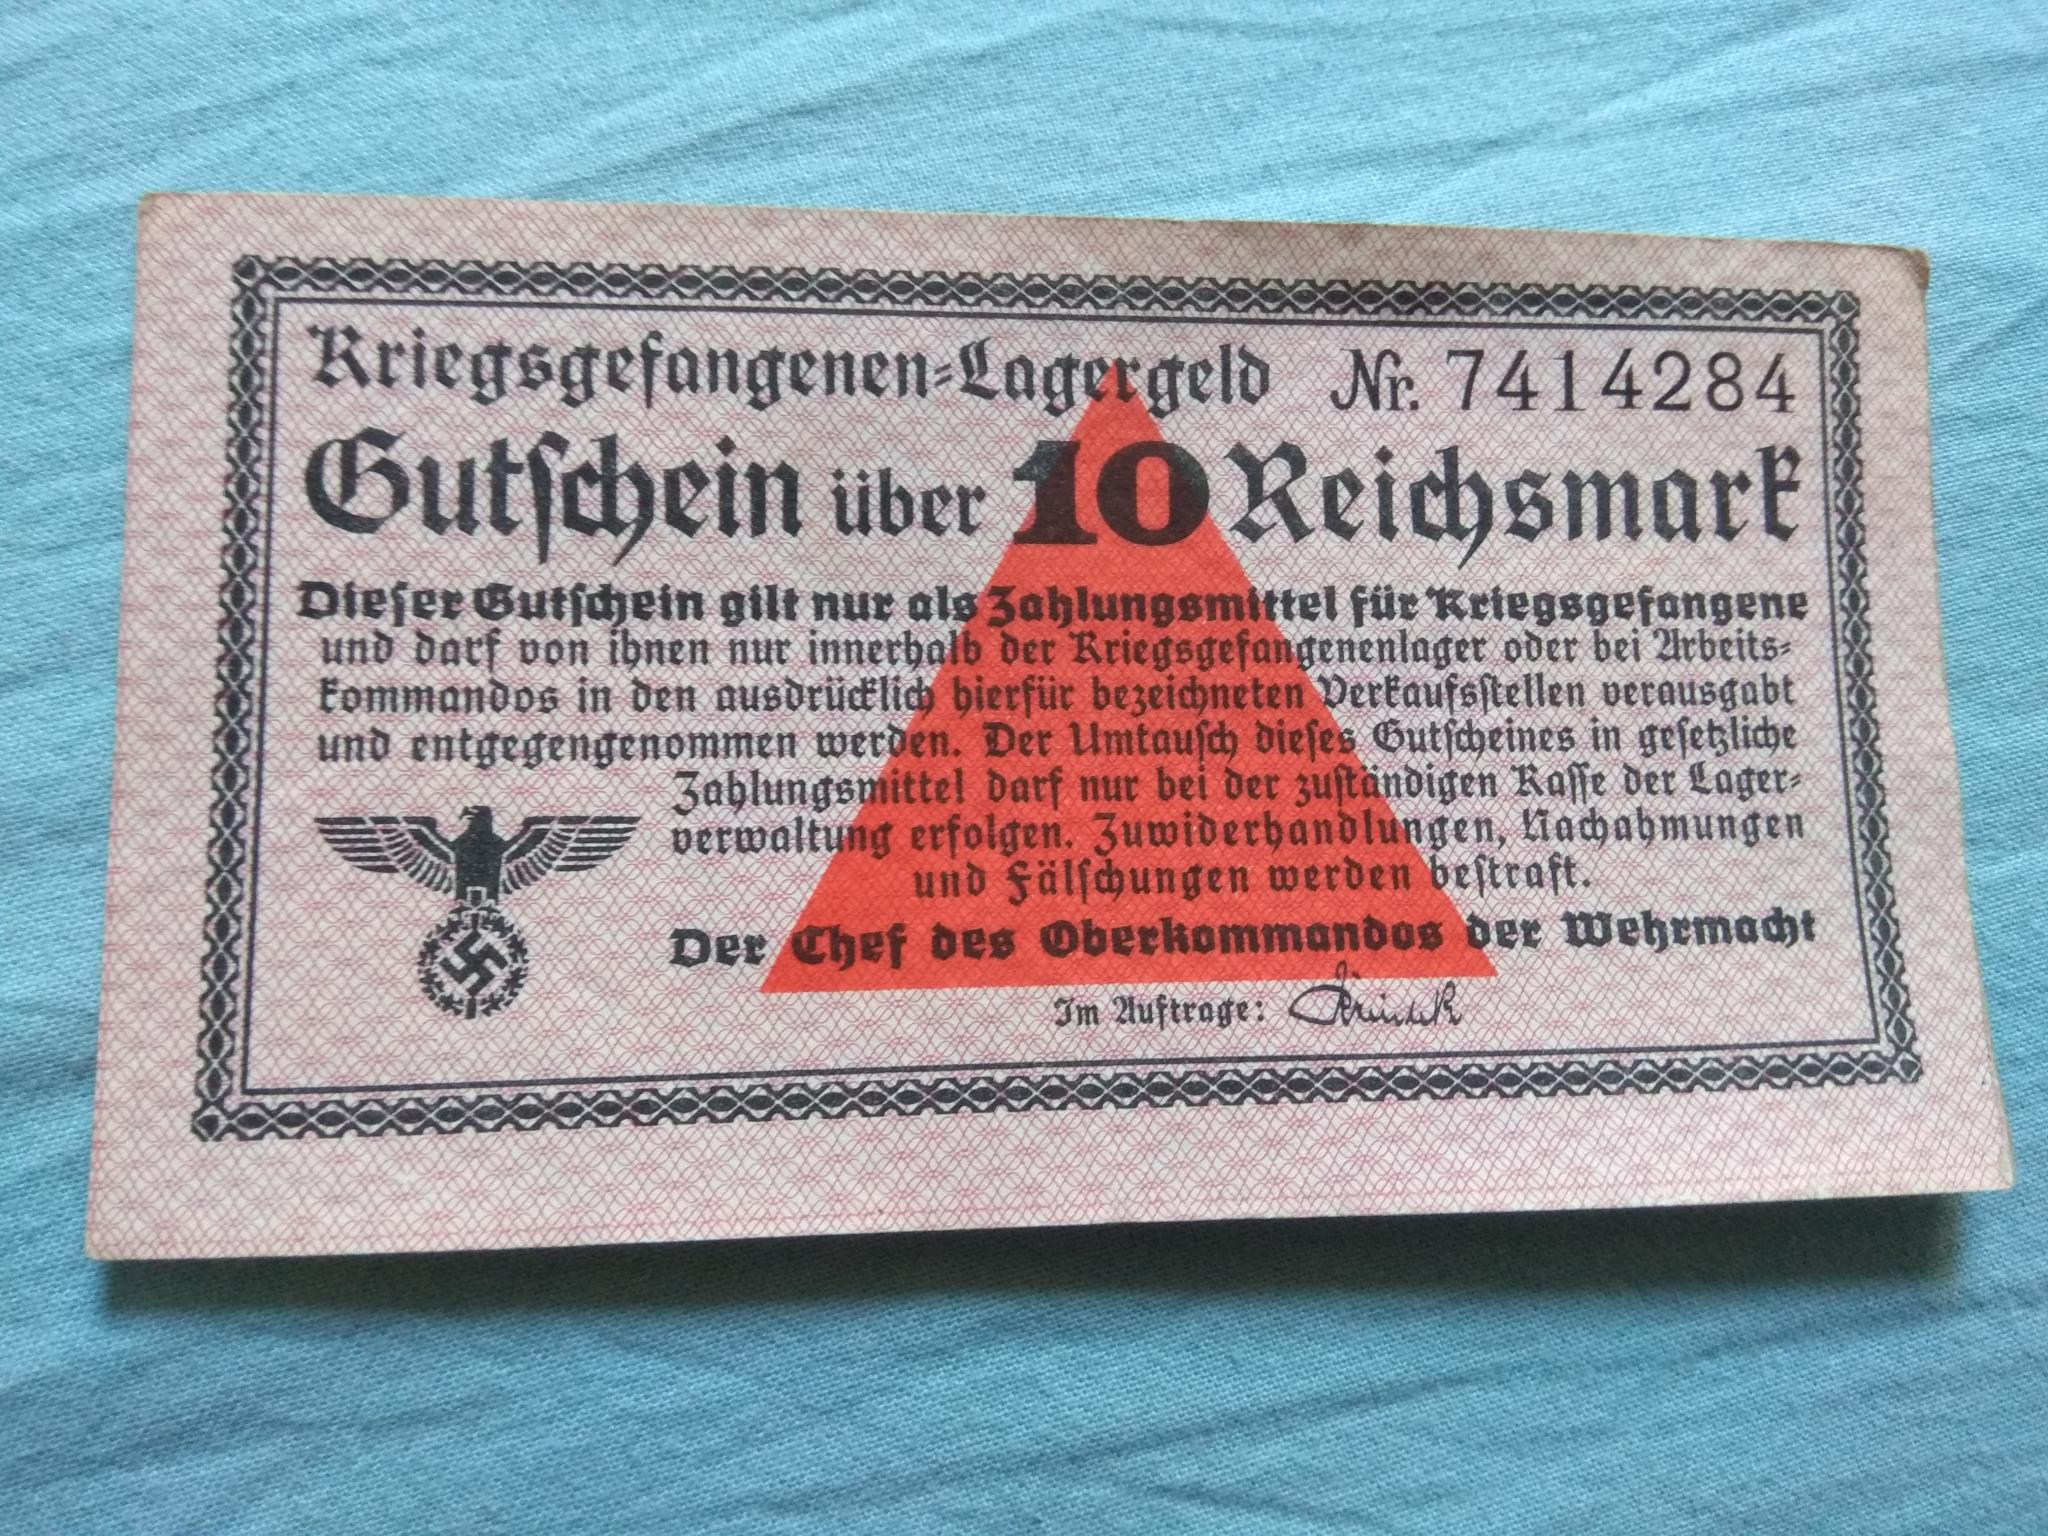 Kriegsgefangenen-Lagergeld Nr. 7414284
Gutschein über 10 Reichsmark
Dieser Gutschein gilt nur als Zahlungsmittel für Kriegsgefangene
und darf von ihnen nur innerhalb der Kriegsgefangenenlager oder bei Arbeits-
kommandos in den ausdrücklich hierfür bezeichneten Verkaufsstellen verausgabt
und entgegengenommen werden. Der Umtausch dieses Gutscheines in gesetzliche
Zahlungsmittel darf nur bei der zuständigen Kasse der Lager-
verwaltung erfolgen. Zuwiderhandlungen, Nachahmungen
und Fälschungen werden bestraft.
Der Chef des Oberkommandos der Wehrmacht
Im Auftrage: